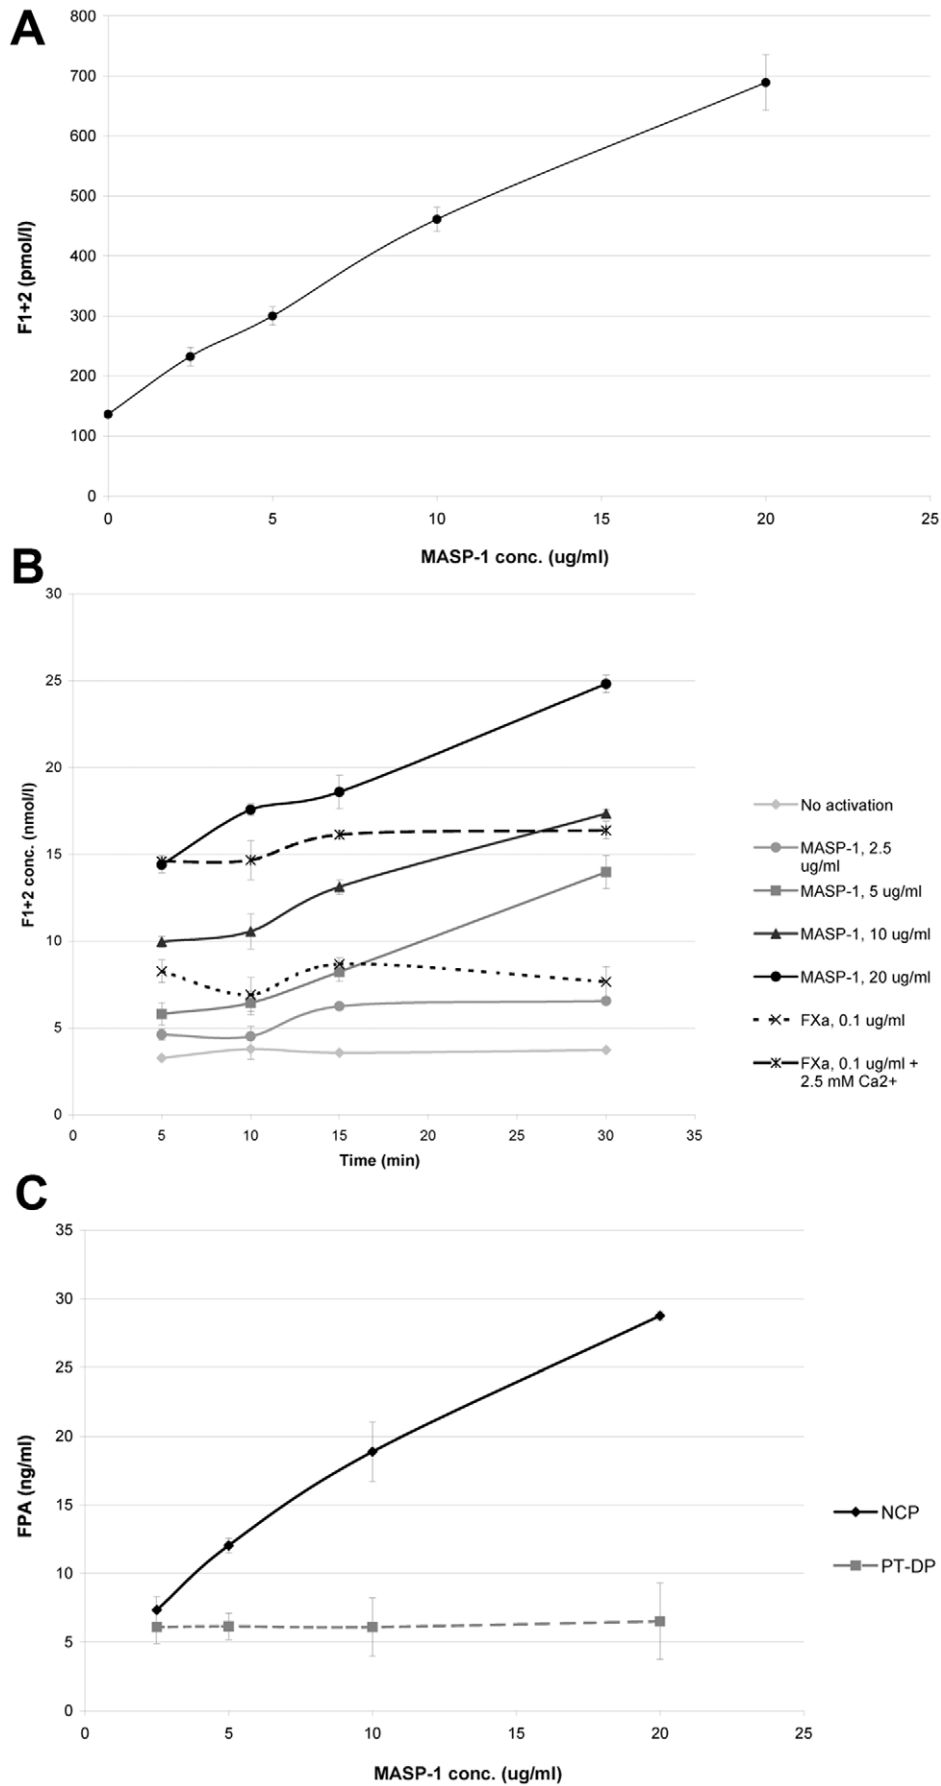 A
800
700
600
500
400
300
200
100
0
F1+2 (pmol/l)
0 5 10 15 20 25
MASP-1 conc. (ug/ml)
B
30
25
20
15
10
5
0
F1+2 conc. (nmol/l)
0 5 10 15 20 25 30 35
Time (min)
No activation
MASP-1, 2.5
ug/ml
MASP-1, 5 ug/ml
MASP-1, 10 ug/ml
MASP-1, 20 ug/ml
FXa, 0.1 ug/ml
FXa, 0.1 ug/ml +
2.5 mM Ca2+
C
35
30
25
20
15
10
5
0
FPA (ng/ml)
0 5 10 15 20 25
MASP-1 conc. (ug/ml)
NCP
PT-DP